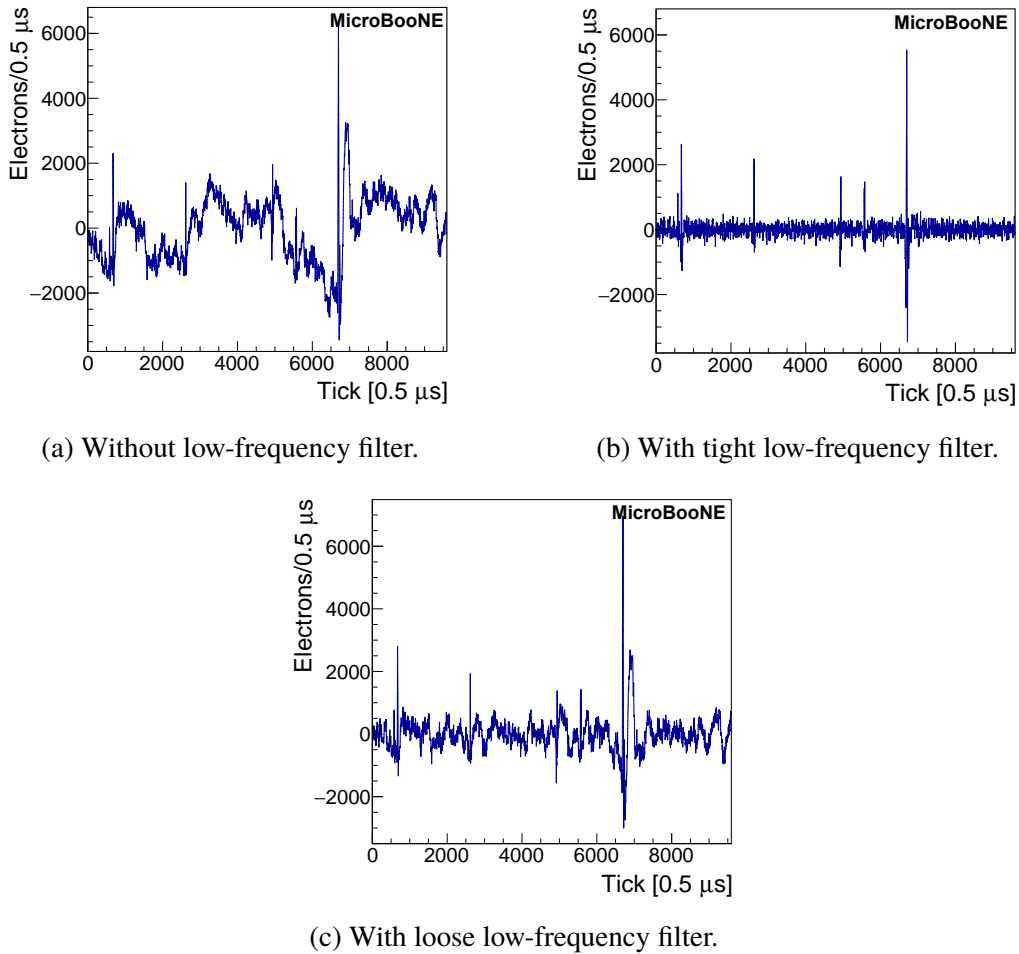 MicroBooNE
Electrons/0.5 μs
6000
4000
2000
0
−2000
0 2000 4000 6000 8000
Tick [0.5 μs]
(a) Without low-frequency filter.
MicroBooNE
Electrons/0.5 μs
6000
4000
2000
0
−2000
0 2000 4000 6000 8000
Tick [0.5 μs]
(b) With tight low-frequency filter.
MicroBooNE
Electrons/0.5 μs
6000
4000
2000
0
−2000
0 2000 4000 6000 8000
Tick [0.5 μs]
(c) With loose low-frequency filter.